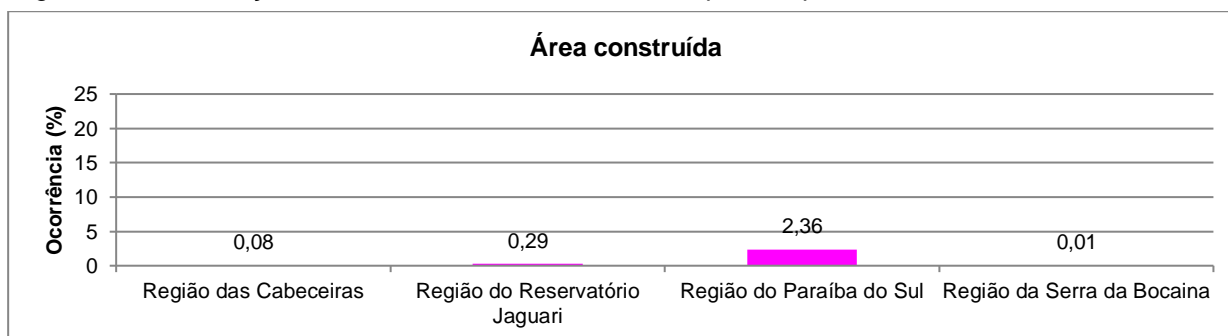 Área construída
Ocorrência (%)
25
20
15
10
5
0
0,08
0,29
2,36
0,01
Região das Cabeceiras
Região do Reservatório
Jaguari
Região do Paraíba do Sul
Região da Serra da Bocaina